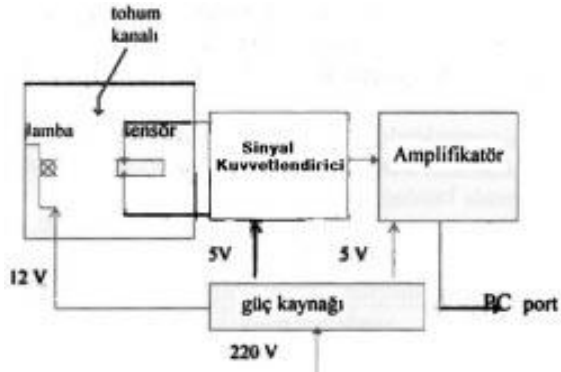 tohum
kanalı
lamba
sensör
Sinyal
Kuvvetlendirici
Amplifikatör
5V
5 V
12 V
güç kaynağı
PC port
220 V